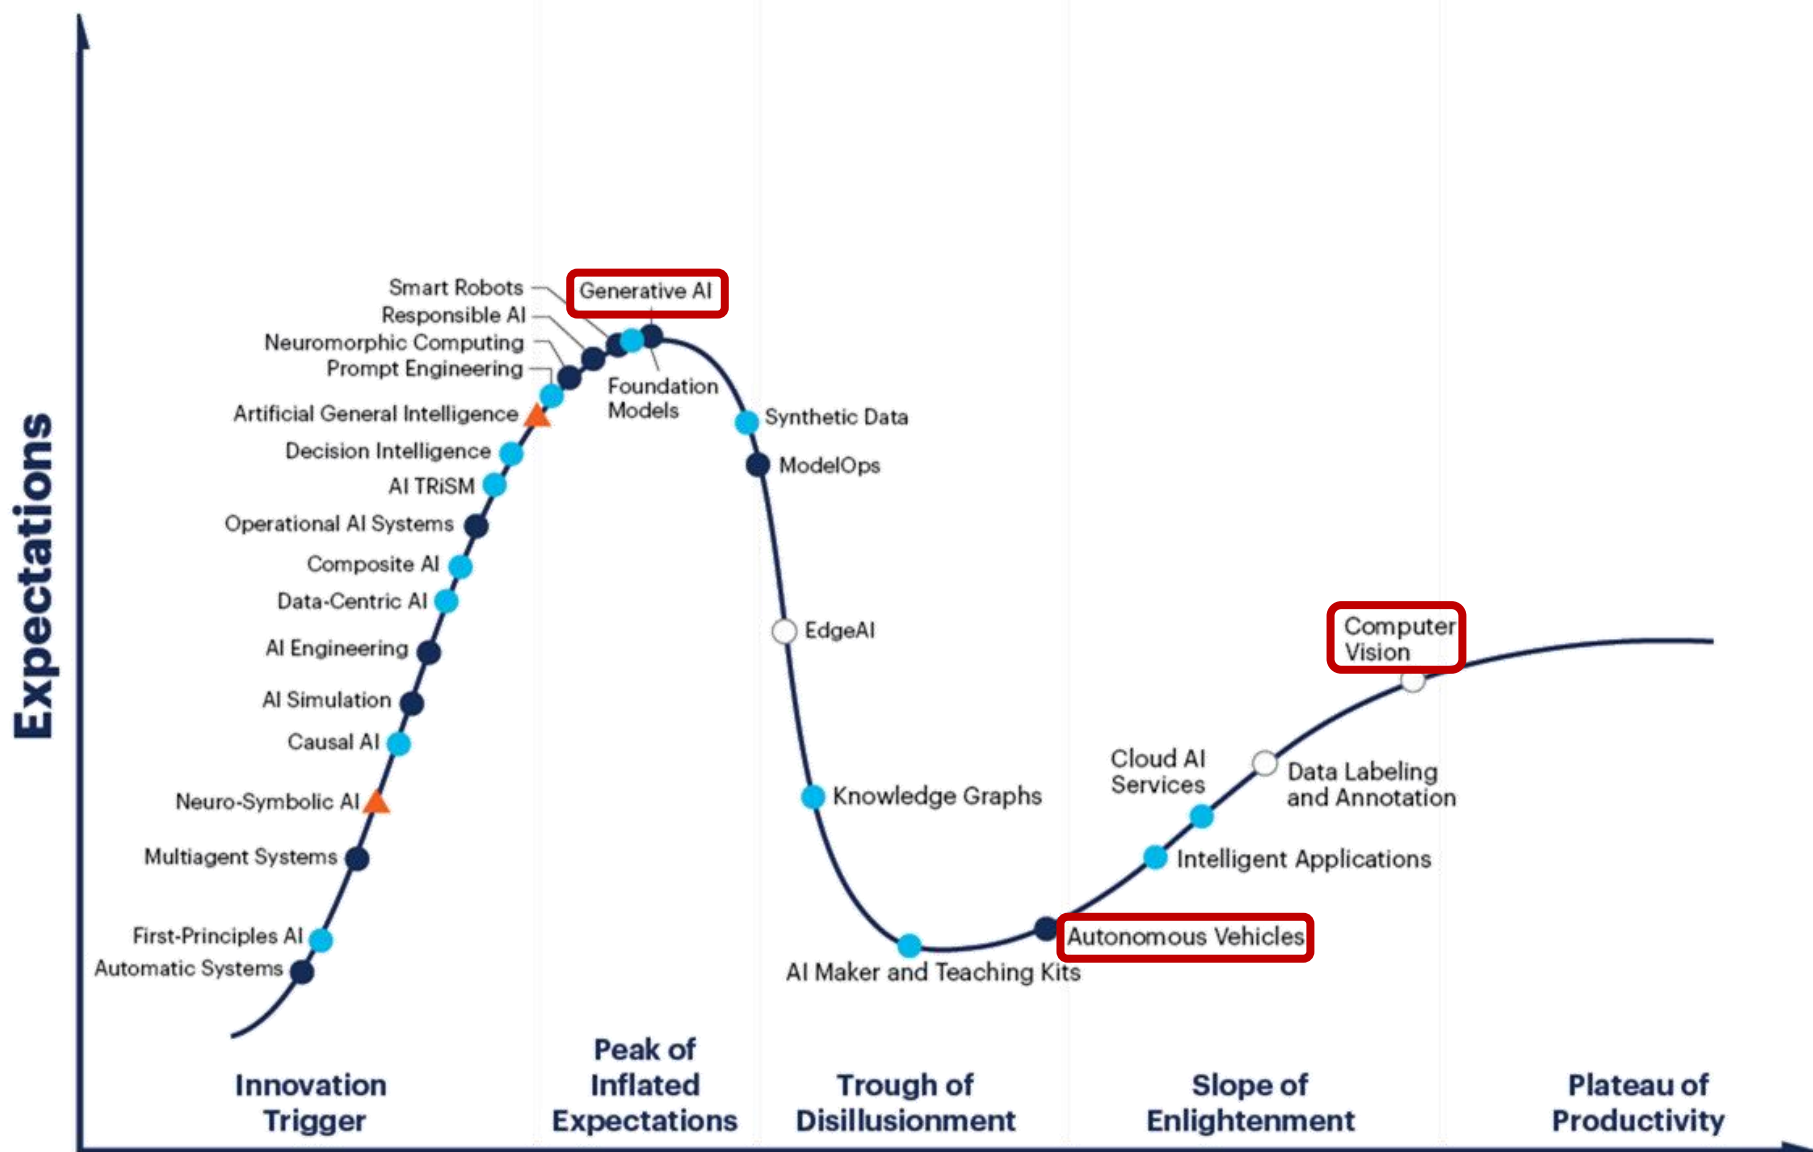 Expectations
Smart Robots
Generative AI
Responsible AI
Neuromorphic Computing
Prompt Engineering
Foundation
Models
Artificial General Intelligence
Synthetic Data
Decision Intelligence
ModelOps
AI TRiSM
Operational AI Systems
Composite AI
Data-Centric AI
EdgeAI
AI Engineering
Computer
Vision
AI Simulation
Causal AI
Cloud AI
Services
Data Labeling
and Annotation
Neuro-Symbolic AI
Knowledge Graphs
Multiagent Systems
Intelligent Applications
First-Principles AI
Autonomous Vehicles
Automatic Systems
AI Maker and Teaching Kits
Innovation
Trigger
Peak of
Inflated
Expectations
Trough of
Disillusionment
Slope of
Enlightenment
Plateau of
Productivity